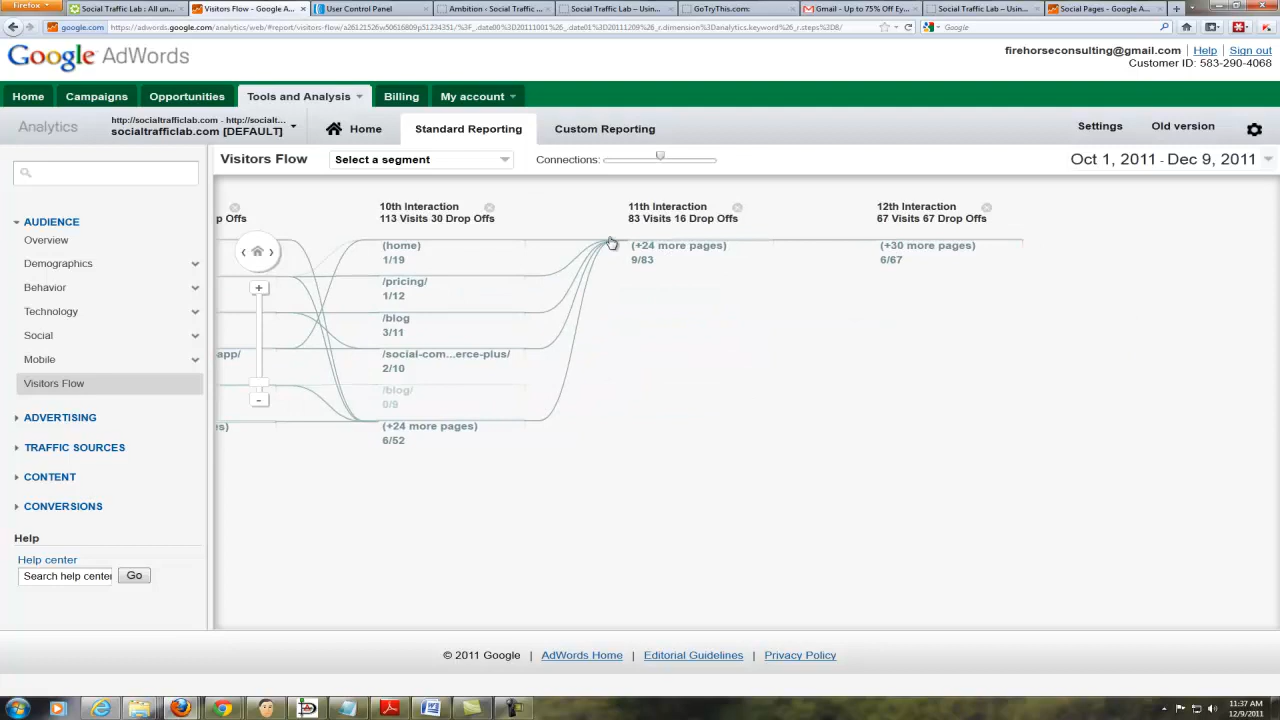 Firefox
Social Traffic Lab: All un...
Visitors Flow - Google A...
User Control Panel
Ambition - Social Traffic ...
Social Traffic Lab – Usin...
GoTryThis.com:
Gmail - Up to 75% Off Ey...
Social Traffic Lab – Usin...
Social Pages - Google A...
google.com
Google
Google AdWords
firehorseconsulting@gmail.com | Help | Sign out
Customer ID: 583-290-4068
Home
Campaigns
Opportunities
Tools and Analysis
Billing
My account
Analytics
http://socialtrafficlab.com - http://socialt...
socialtrafficlab.com [DEFAULT]
Home
Standard Reporting
Custom Reporting
Settings
Old version
Visitors Flow
Select a segment
Connections:
Oct 1, 2011 - Dec 9, 2011
AUDIENCE
Overview
Demographics
Behavior
Technology
Social
Mobile
Visitors Flow
ADVERTISING
TRAFFIC SOURCES
CONTENT
CONVERSIONS
Help
Help center
Search help center
Go
p Offs
app/
s)
10th Interaction
113 Visits 30 Drop Offs
(home)
1/19
/pricing/
1/12
/blog
3/11
/social-com...erce-plus/
2/10
/blog/
0/9
(+24 more pages)
6/52
11th Interaction
83 Visits 16 Drop Offs
(+24 more pages)
9/83
12th Interaction
67 Visits 67 Drop Offs
(+30 more pages)
6/67
© 2011 Google | AdWords Home | Editorial Guidelines | Privacy Policy
11:37 AM
12/9/2011